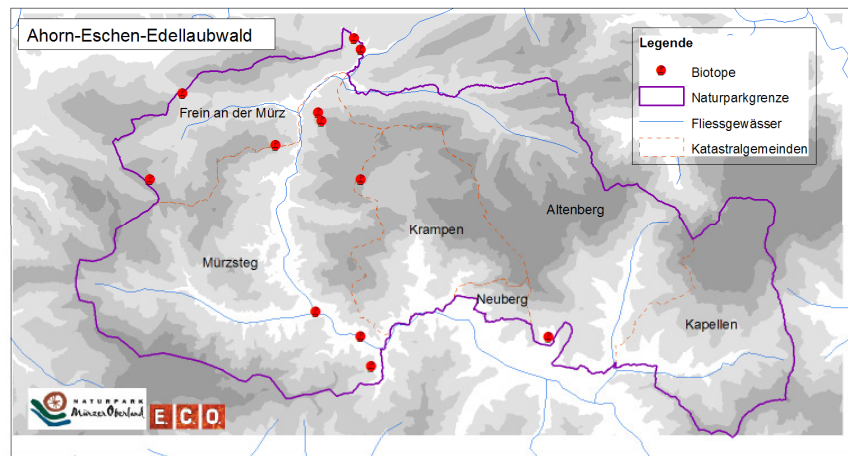 Ahorn-Eschen-Edellaubwald
Legende
Biotope
Naturparkgrenze
Fliessgewässer
Katastralgemeinden
Frein an der Mürz
Altenberg
Krampen
Mürzsteg
Neuberg
Kapellen
NATURPARK
Mürzer Oberland
E.C.O.